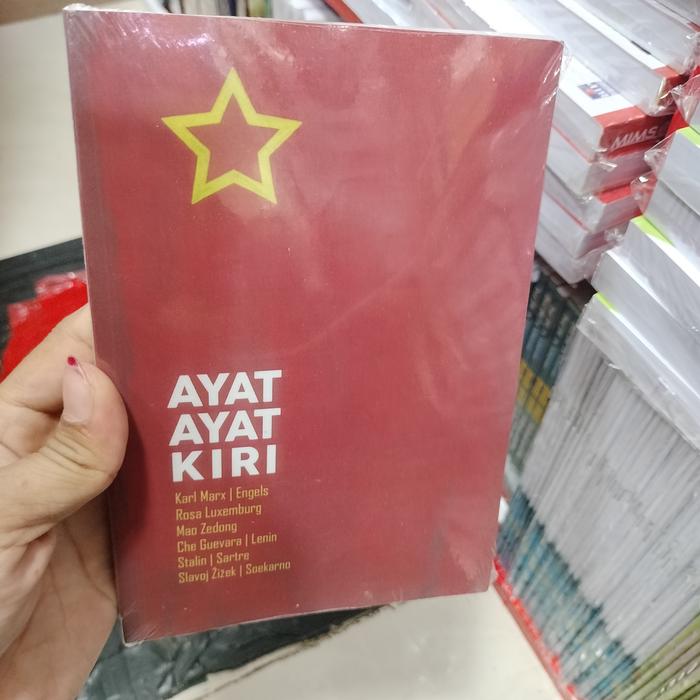 AYAT
AYAT
KIRI
Karl Marx | Engels
Rosa Luxemburg
Mao Zedong
Che Guevara | Lenin
Stalin | Sartre
Slavoj Žižek | Soekarno
MIMS